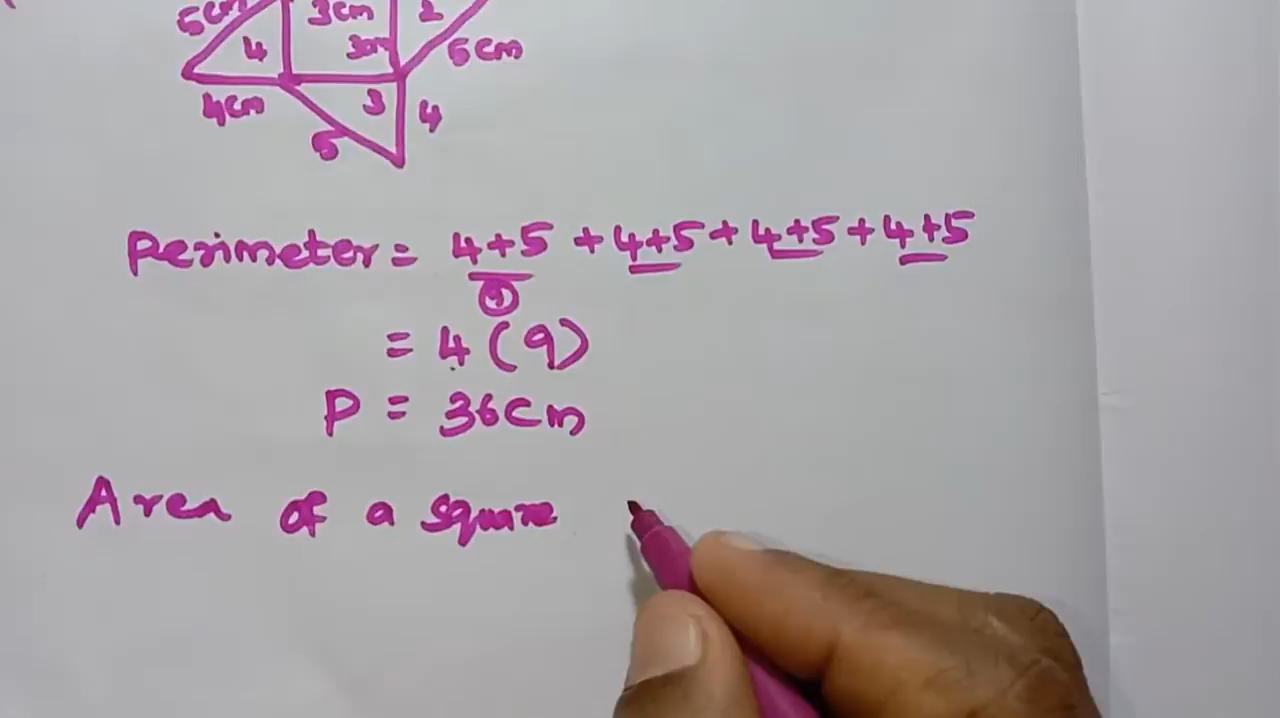 5cm 3cm 2
4 3cm 5cm
4cm 3 4
5
Perimeter = 4+5 + 4+5 + 4+5 + 4+5
9
= 4 (9)
P = 36Cm
Area of a square